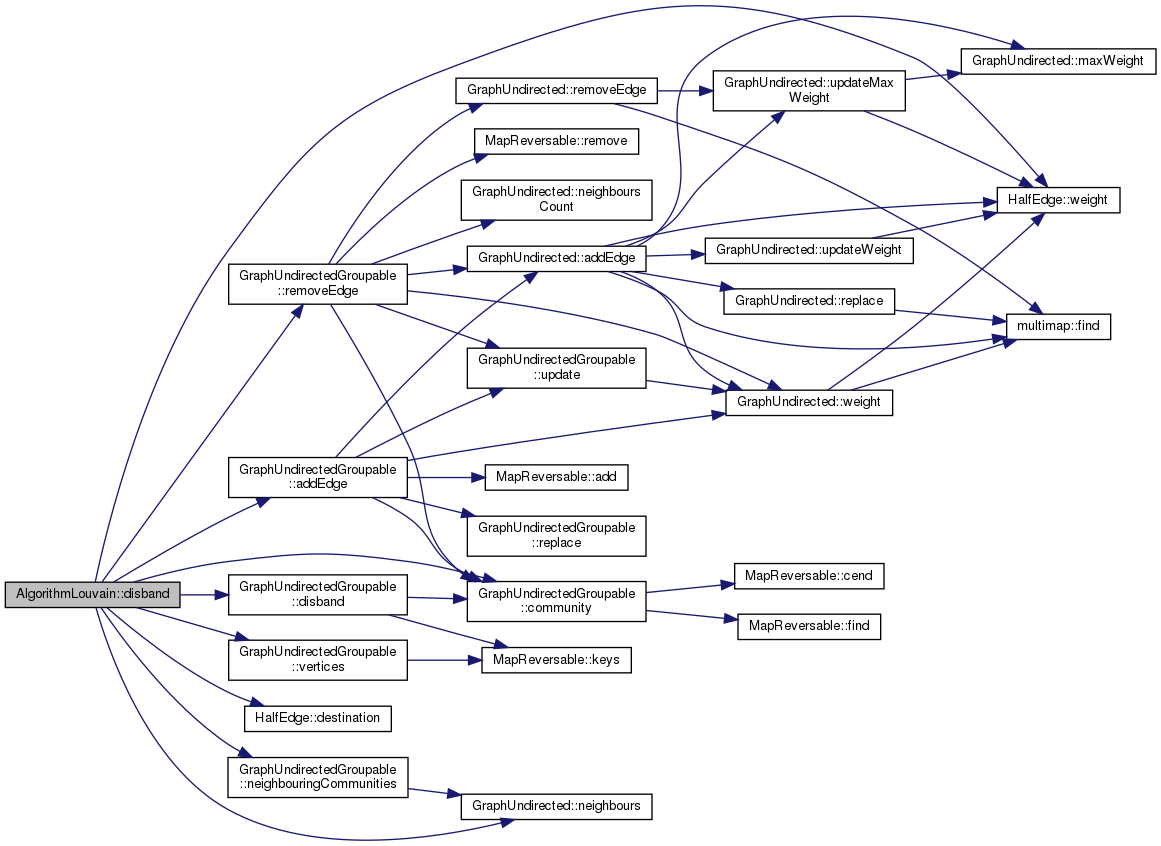 GraphUndirected::maxWeight
GraphUndirected::updateMax
Weight
GraphUndirected::removeEdge
MapReversable::remove
GraphUndirected::neighbours
Count
HalfEdge::weight
GraphUndirected::updateWeight
GraphUndirected::addEdge
GraphUndirectedGroupable
::removeEdge
GraphUndirected::replace
multimap::find
GraphUndirectedGroupable
::update
GraphUndirected::weight
GraphUndirectedGroupable
::addEdge
MapReversable::add
GraphUndirectedGroupable
::replace
MapReversable::cend
AlgorithmLouvain::disband
GraphUndirectedGroupable
::disband
GraphUndirectedGroupable
::community
MapReversable::find
GraphUndirectedGroupable
::vertices
MapReversable::keys
HalfEdge::destination
GraphUndirectedGroupable
::neighbouringCommunities
GraphUndirected::neighbours